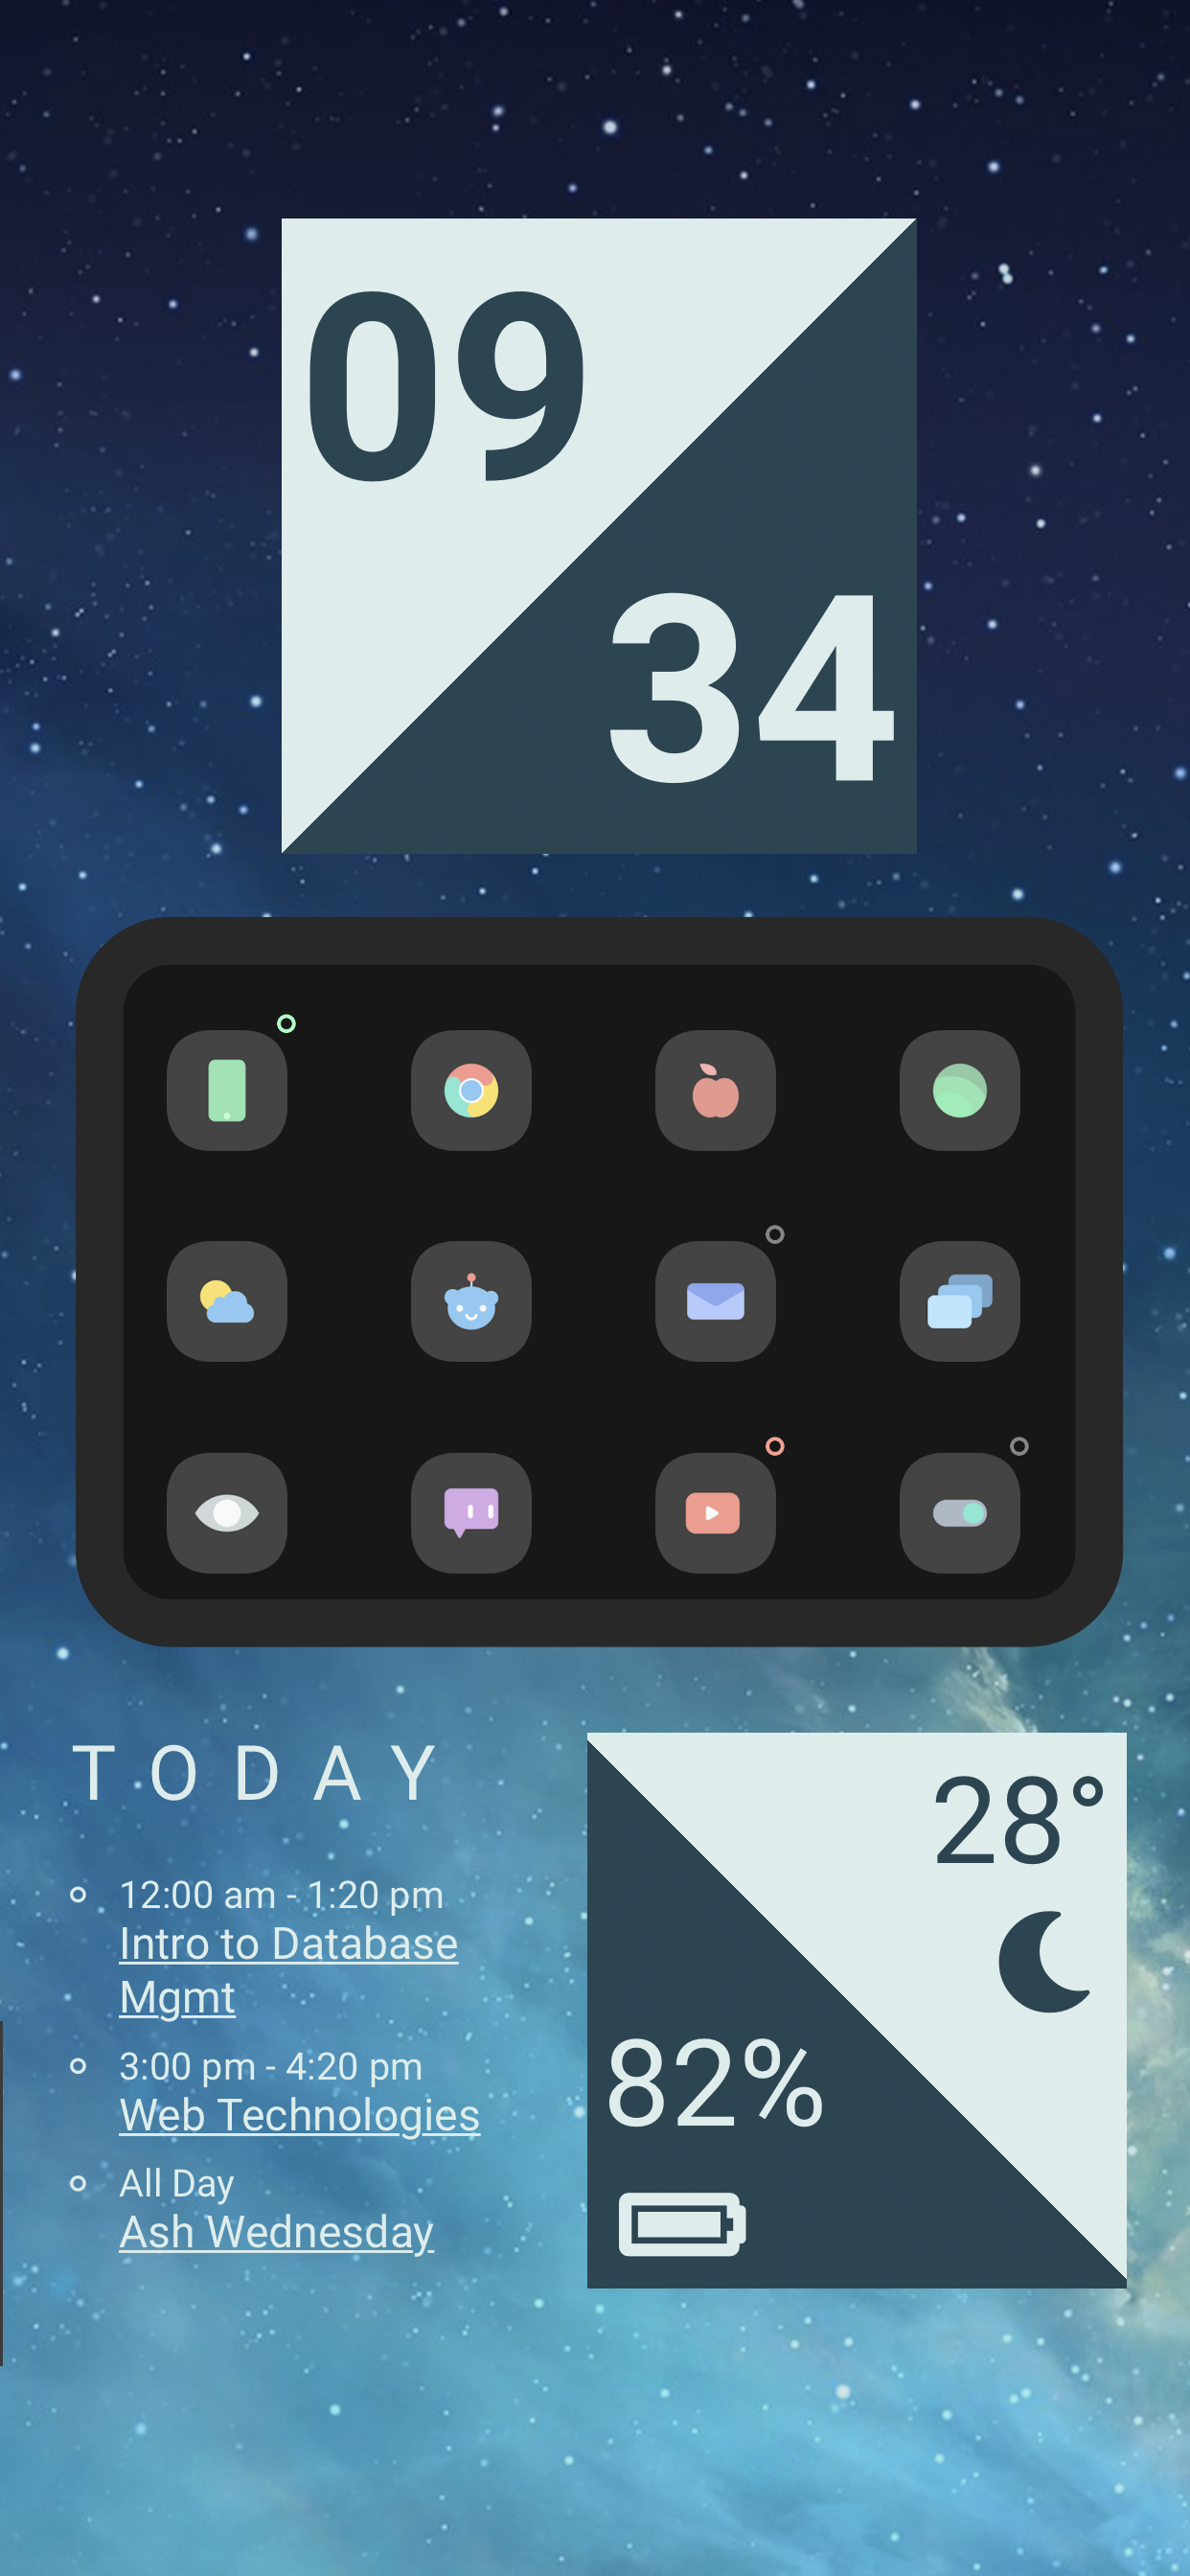 09
34
TODAY
12:00 am - 1:20 pm
Intro to Database
Mgmt
3:00 pm - 4:20 pm
Web Technologies
All Day
Ash Wednesday
28°
82%